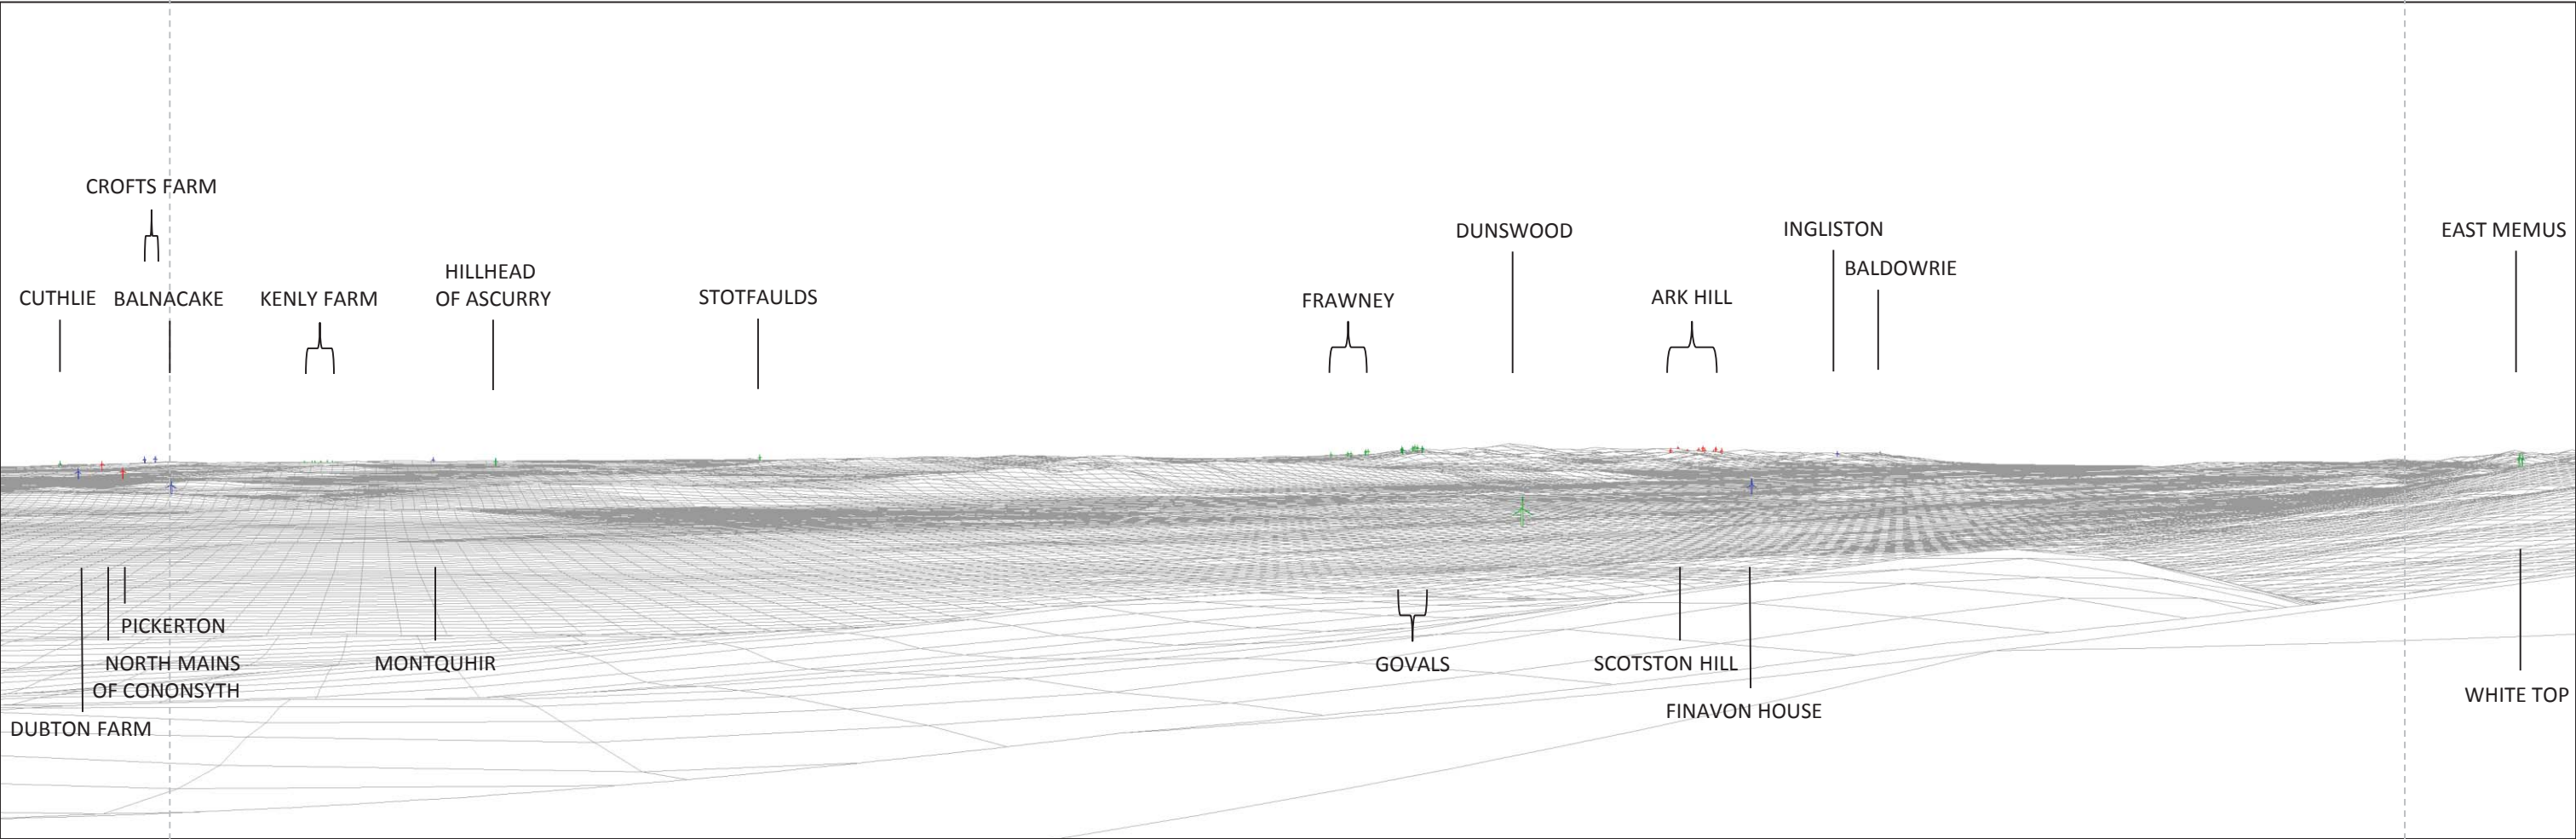 CROFTS FARM
DUNSWOOD
INGLISTON
EAST MEMUS
BALDOWRIE
CUTHLIE
BALNACAKE
KENLY FARM
HILLHEAD
OF ASCURRY
STOTFAULDS
FRAWNEY
ARK HILL
PICKERTON
NORTH MAINS
OF CONONSYTH
DUBTON FARM
MONTQUHIR
GOVALS
SCOTSTON HILL
FINAVON HOUSE
WHITE TOP